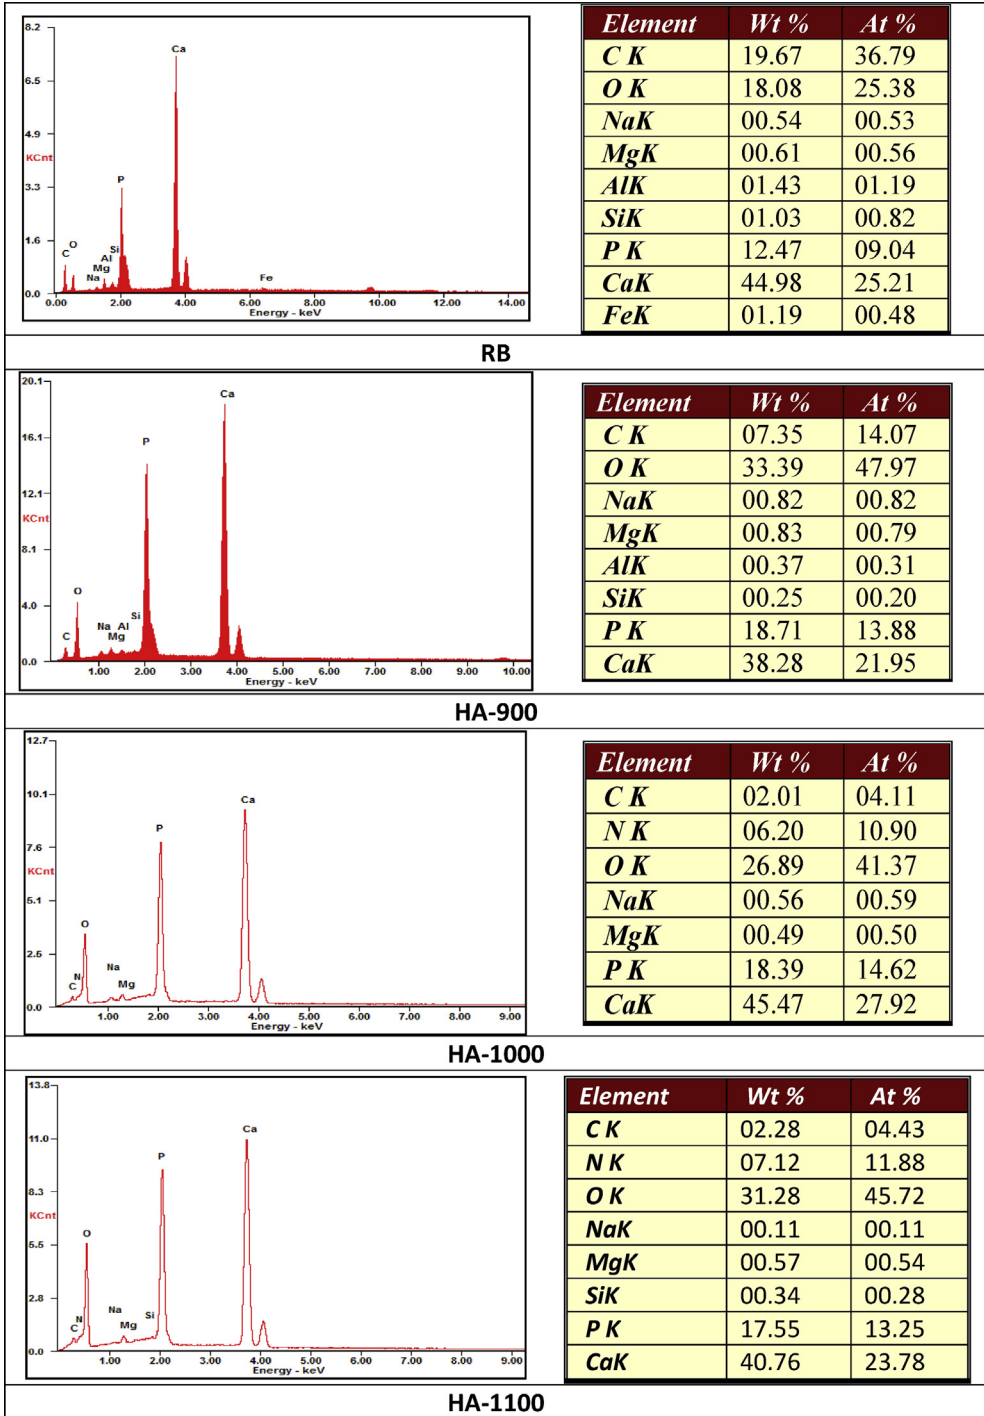 8.2
6.5
4.9
KCnt
3.3
1.6
0.0
Ca
P
O
C
Si
Al
Mg
Na
Fe
0.00 2.00 4.00 6.00 8.00 10.00 12.00 14.00
Energy - keV
Element Wt % At %
C K 19.67 36.79
O K 18.08 25.38
NaK 00.54 00.53
MgK 00.61 00.56
AlK 01.43 01.19
SiK 01.03 00.82
P K 12.47 09.04
CaK 44.98 25.21
FeK 01.19 00.48
RB
20.1
16.1
12.1
KCnt
8.1
4.0
0.0
Ca
P
O
C
Si
Na Al
Mg
1.00 2.00 3.00 4.00 5.00 6.00 7.00 8.00 9.00 10.00
Energy - keV
Element Wt % At %
C K 07.35 14.07
O K 33.39 47.97
NaK 00.82 00.82
MgK 00.83 00.79
AlK 00.37 00.31
SiK 00.25 00.20
P K 18.71 13.88
CaK 38.28 21.95
HA-900
12.7
10.1
7.6
KCnt
5.1
2.5
0.0
Ca
P
O
N
C
Na
Mg
1.00 2.00 3.00 4.00 5.00 6.00 7.00 8.00 9.00
Energy - keV
Element Wt % At %
C K 02.01 04.11
N K 06.20 10.90
O K 26.89 41.37
NaK 00.56 00.59
MgK 00.49 00.50
P K 18.39 14.62
CaK 45.47 27.92
HA-1000
13.8
11.0
8.3
KCnt
5.5
2.8
0.0
Ca
P
O
N
C
Na
Mg
Si
1.00 2.00 3.00 4.00 5.00 6.00 7.00 8.00 9.00
Energy - keV
Element Wt % At %
C K 02.28 04.43
N K 07.12 11.88
O K 31.28 45.72
NaK 00.11 00.11
MgK 00.57 00.54
SiK 00.34 00.28
P K 17.55 13.25
CaK 40.76 23.78
HA-1100